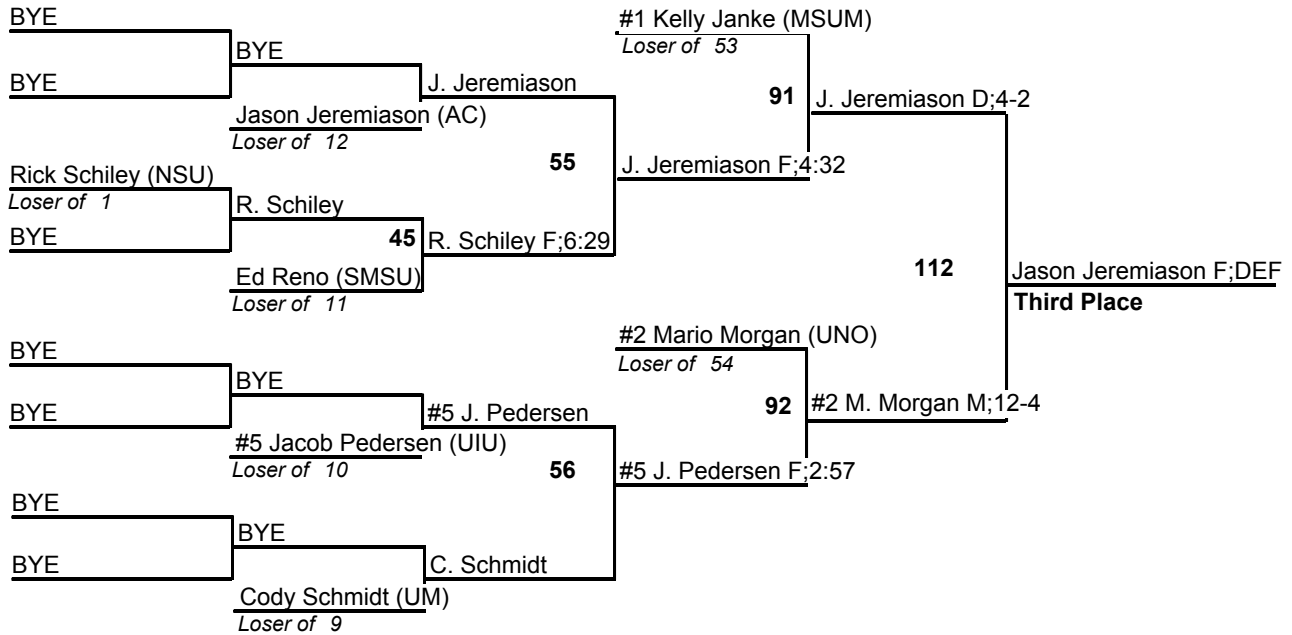 BYE
#1 Kelly Janke (MSUM)
Loser of 53
BYE
BYE
J. Jeremiason
91
J. Jeremiason D;4-2
Jason Jeremiason (AC)
Loser of 12
55
J. Jeremiason F;4:32
Rick Schiley (NSU)
Loser of 1
R. Schiley
BYE
45
R. Schiley F;6:29
Ed Reno (SMSU)
Loser of 11
112
Jason Jeremiason F;DEF
Third Place
#2 Mario Morgan (UNO)
Loser of 54
BYE
BYE
BYE
#5 J. Pedersen
92
#2 M. Morgan M;12-4
#5 Jacob Pedersen (UIU)
Loser of 10
56
#5 J. Pedersen F;2:57
BYE
BYE
BYE
C. Schmidt
Cody Schmidt (UM)
Loser of 9